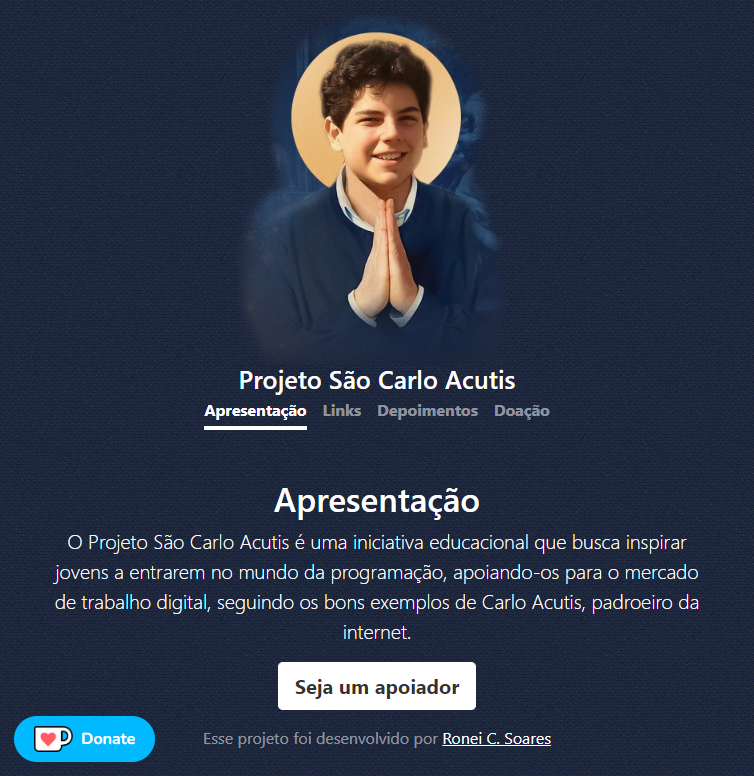 Projeto São Carlo Acutis
Apresentação Links Depoimentos Doação
Apresentação
O Projeto São Carlo Acutis é uma iniciativa educacional que busca inspirar
jovens a entrarem no mundo da programação, apoiando-os para o mercado
de trabalho digital, seguindo os bons exemplos de Carlo Acutis, padroeiro da
internet.
Seja um apoiador
Donate
Esse projeto foi desenvolvido por Ronei C. Soares